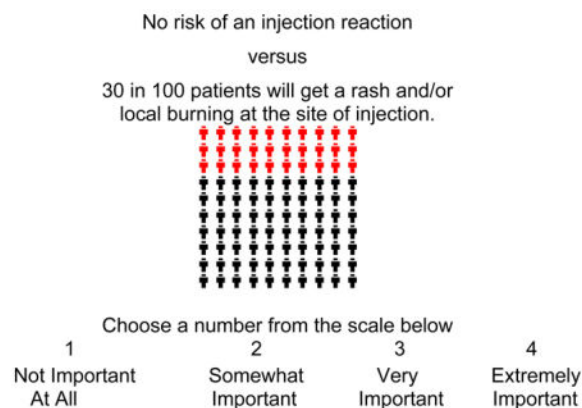 No risk of an injection reaction
versus
30 in 100 patients will get a rash and/or
local burning at the site of injection.
Choose a number from the scale below
1 2 3 4
Not Important Somewhat Very Extremely
At All Important Important Important